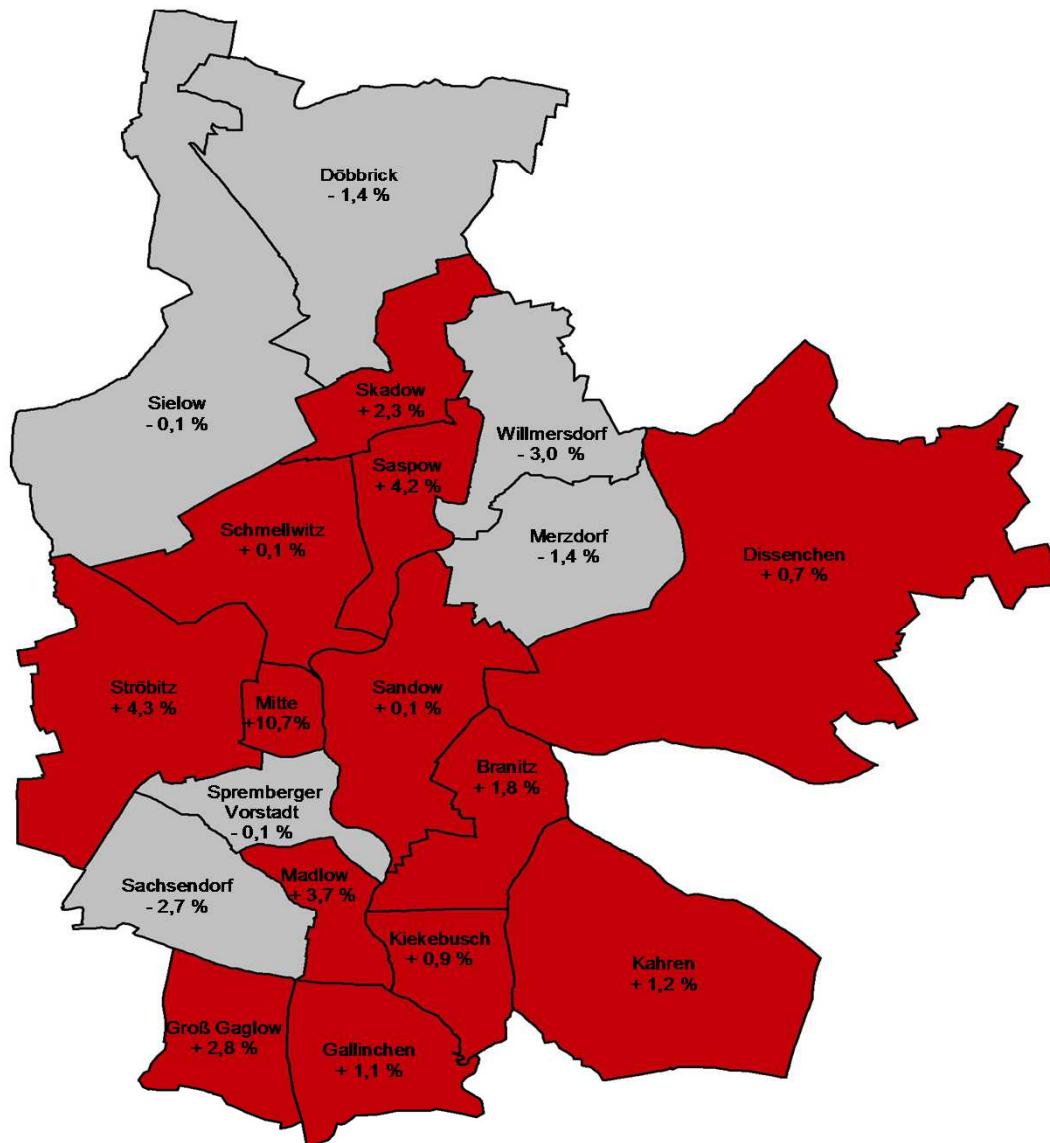 Döbbrick
- 1,4 %
Sielow
- 0,1 %
Skadow
+ 2,3 %
Willmersdorf
- 3,0 %
Saspow
+ 4,2 %
Schmellwitz
+ 0,1 %
Merzdorf
- 1,4 %
Dissenchen
+ 0,7 %
Ströbitz
+ 4,3 %
Mitte
+10,7%
Sandow
+ 0,1 %
Branitz
+ 1,8 %
Spremberger
Vorstadt
- 0,1 %
Sachsendorf
- 2,7 %
Madlow
+ 3,7 %
Kiekebusch
+ 0,9 %
Kahren
+ 1,2 %
Groß Gaglow
+ 2,8 %
Gallinchen
+ 1,1 %